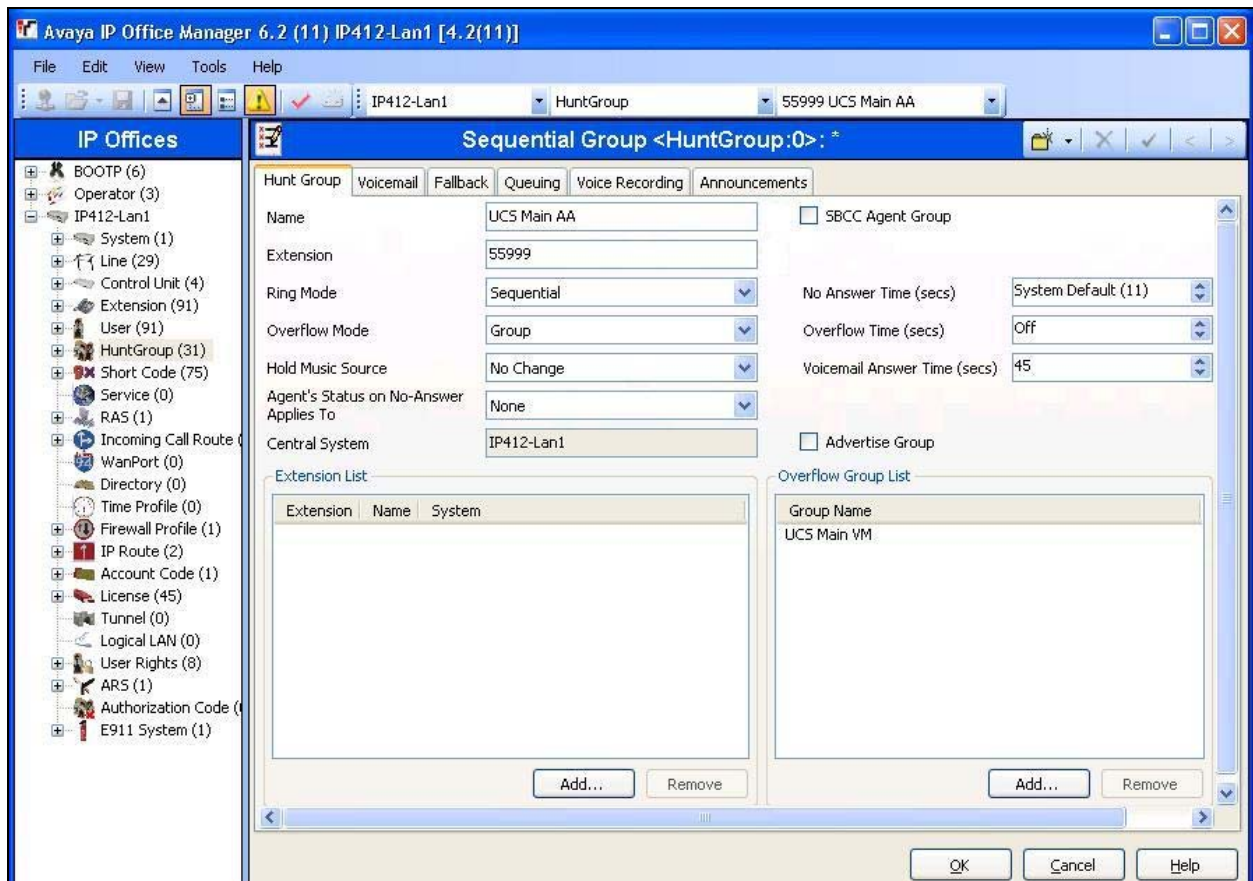 Avaya IP Office Manager 6.2 (11) IP412-Lan1 [4.2(11)]
File Edit View Tools Help
IP412-Lan1 HuntGroup 55999 UCS Main AA
IP Offices
BOOTP (6)
Operator (3)
IP412-Lan1
System (1)
Line (29)
Control Unit (4)
Extension (91)
User (91)
HuntGroup (31)
Short Code (75)
Service (0)
RAS (1)
Incoming Call Route (
WanPort (0)
Directory (0)
Time Profile (0)
Firewall Profile (1)
IP Route (2)
Account Code (1)
License (45)
Tunnel (0)
Logical LAN (0)
User Rights (8)
ARS (1)
Authorization Code (
E911 System (1)
Sequential Group <HuntGroup:0>: *
Hunt Group Voicemail Fallback Queuing Voice Recording Announcements
Name UCS Main AA SBCC Agent Group
Extension 55999
Ring Mode Sequential No Answer Time (secs) System Default (11)
Overflow Mode Group Overflow Time (secs) Off
Hold Music Source No Change Voicemail Answer Time (secs) 45
Agent's Status on No-Answer
Applies To None
Central System IP412-Lan1 Advertise Group
Extension List
Extension Name System
Add... Remove
Overflow Group List
Group Name
UCS Main VM
Add... Remove
OK Cancel Help